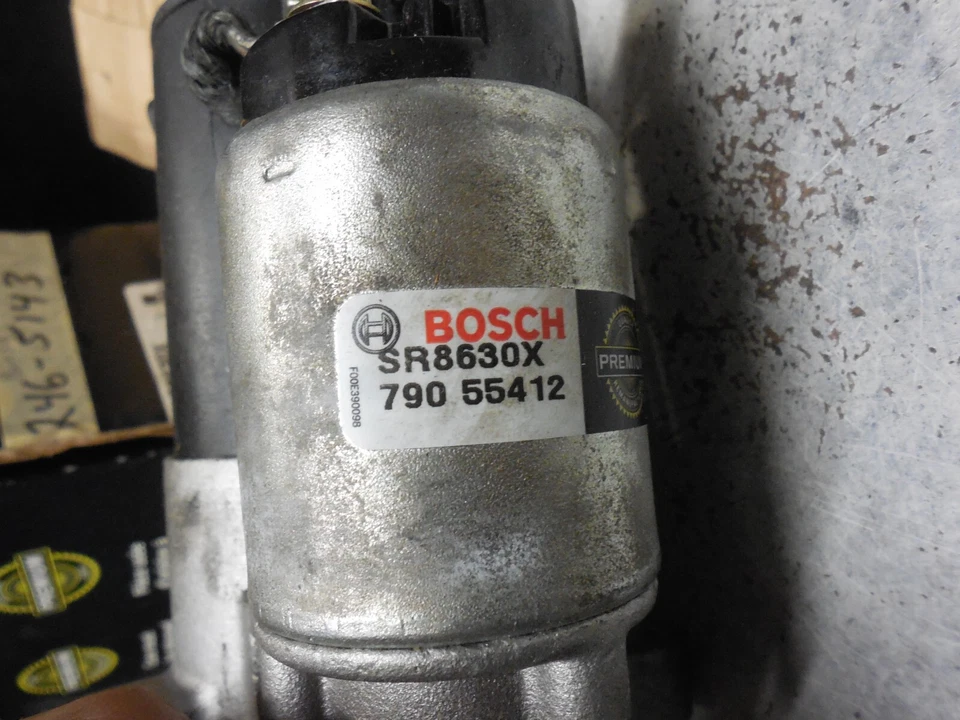 BOSCH
SR8630X
790 55412
F00E390098
PREMIUM
246-5143